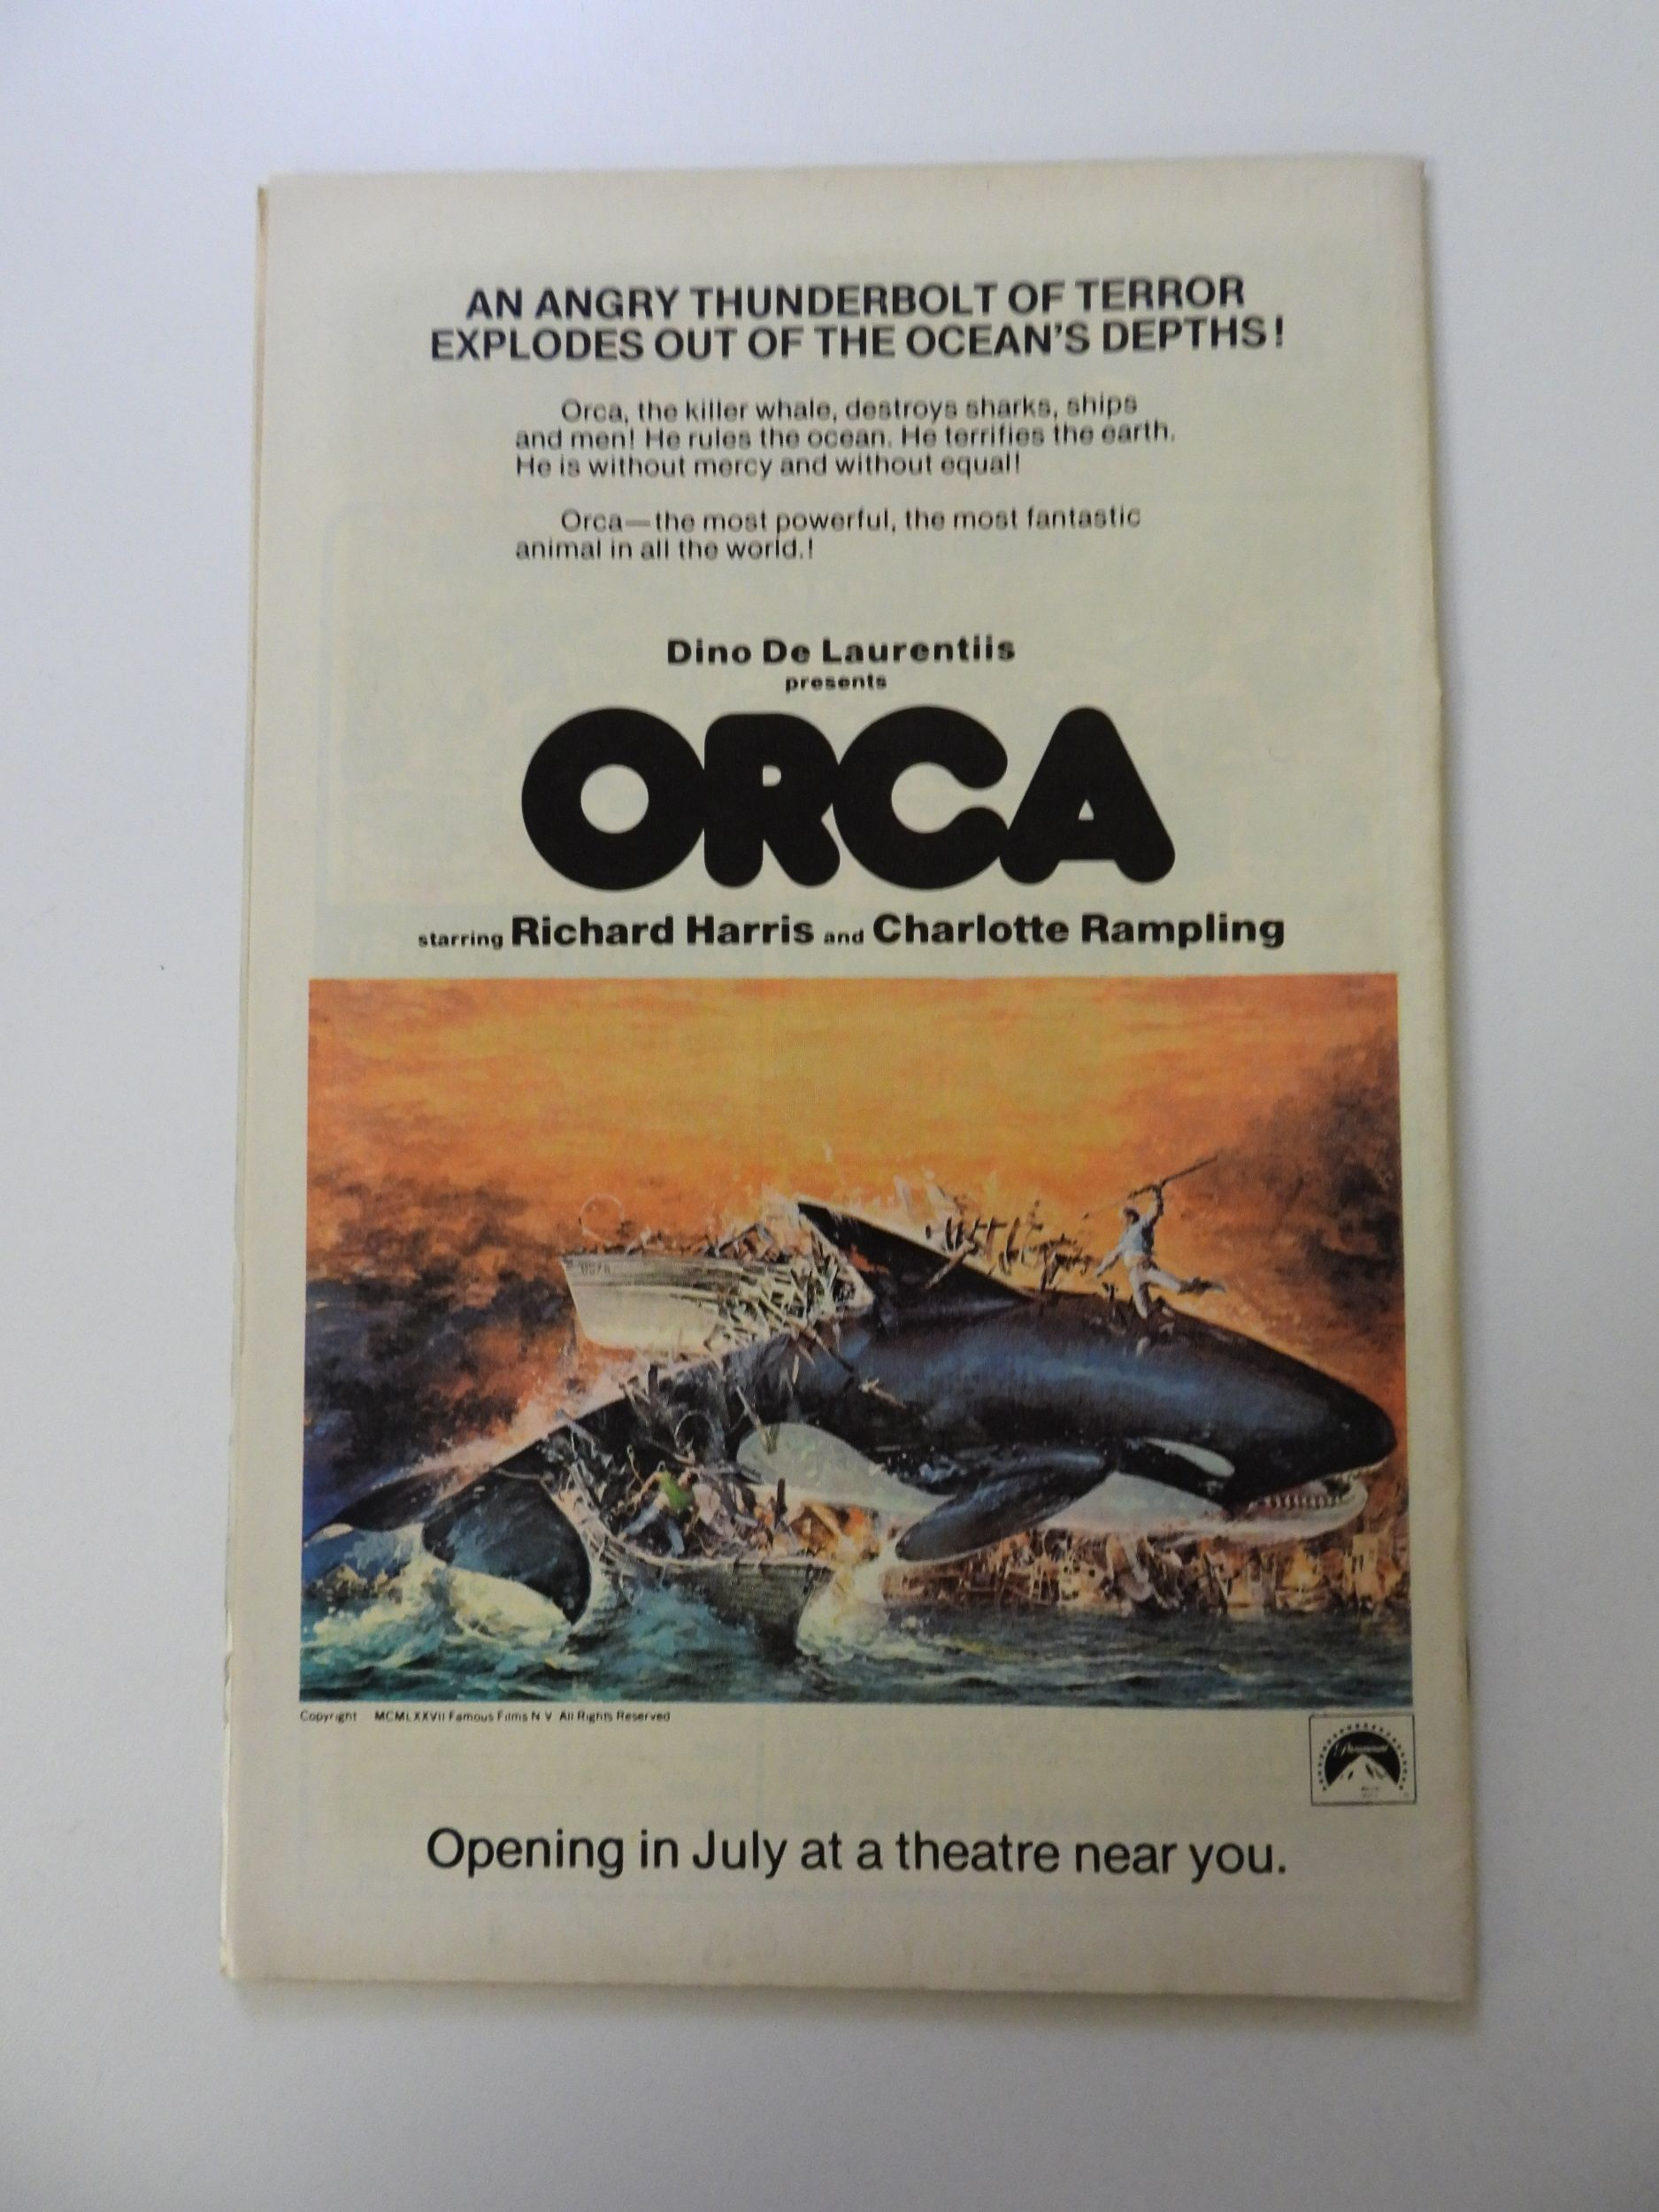 AN ANGRY THUNDERBOLT OF TERROR
EXPLODES OUT OF THE OCEAN'S DEPTHS!
Orca, the killer whale, destroys sharks, ships
and men! He rules the ocean. He terrifies the earth.
He is without mercy and without equal!
Orca—the most powerful, the most fantastic
animal in all the world.!
Dino De Laurentiis
presents
ORCA
starring Richard Harris and Charlotte Rampling
Copyright MCMLXXVII Famous Films N V All Rights Reserved
Paramount
Opening in July at a theatre near you.